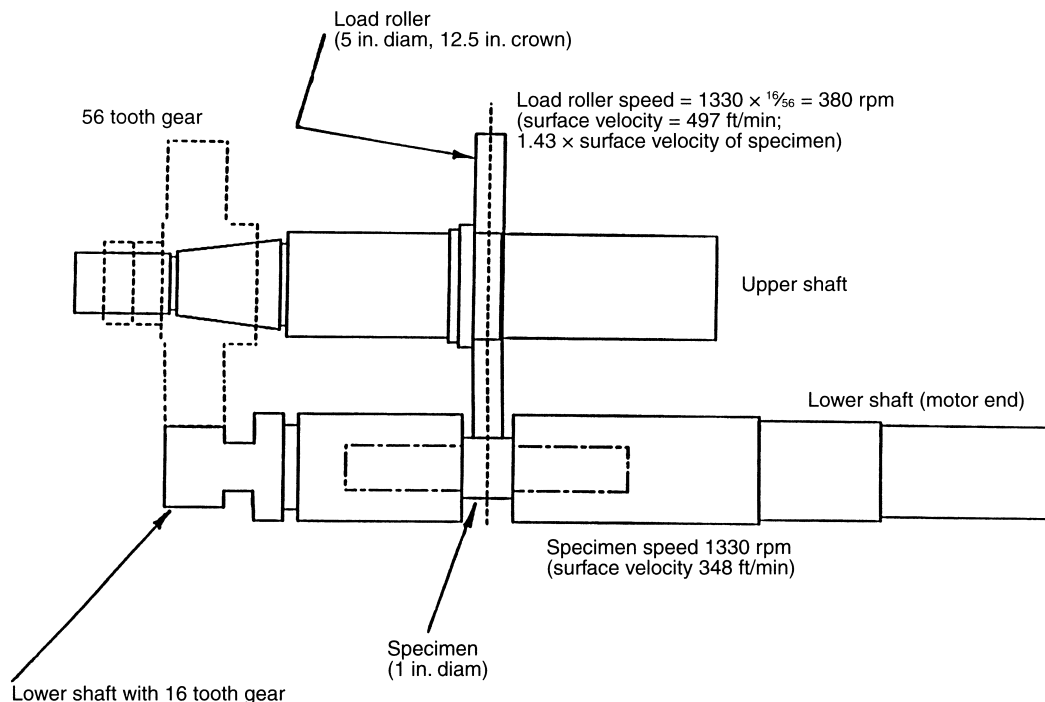 Load roller
(5 in. diam, 12.5 in. crown)
56 tooth gear
Load roller speed = 1330 × 16⁄56 = 380 rpm
(surface velocity = 497 ft/min;
1.43 × surface velocity of specimen)
Upper shaft
Lower shaft (motor end)
Specimen speed 1330 rpm
(surface velocity 348 ft/min)
Specimen
(1 in. diam)
Lower shaft with 16 tooth gear